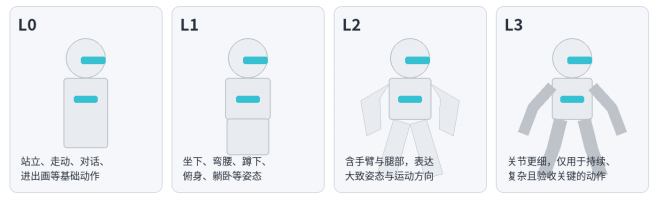 L0
站立、走动、对话、
进出画等基础动作
L1
坐下、弯腰、蹲下、
俯身、躺卧等姿态
L2
含手臂与腿部，表达
大致姿态与运动方向
L3
关节更细，仅用于持续、
复杂且验收关键的动作